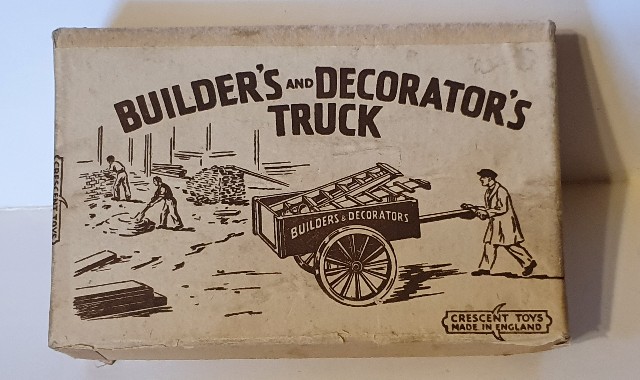 BUILDER'S AND DECORATOR'S
TRUCK
BUILDERS & DECORATORS
CRESCENT TOYS
MADE IN ENGLAND
CRESCENT TOYS